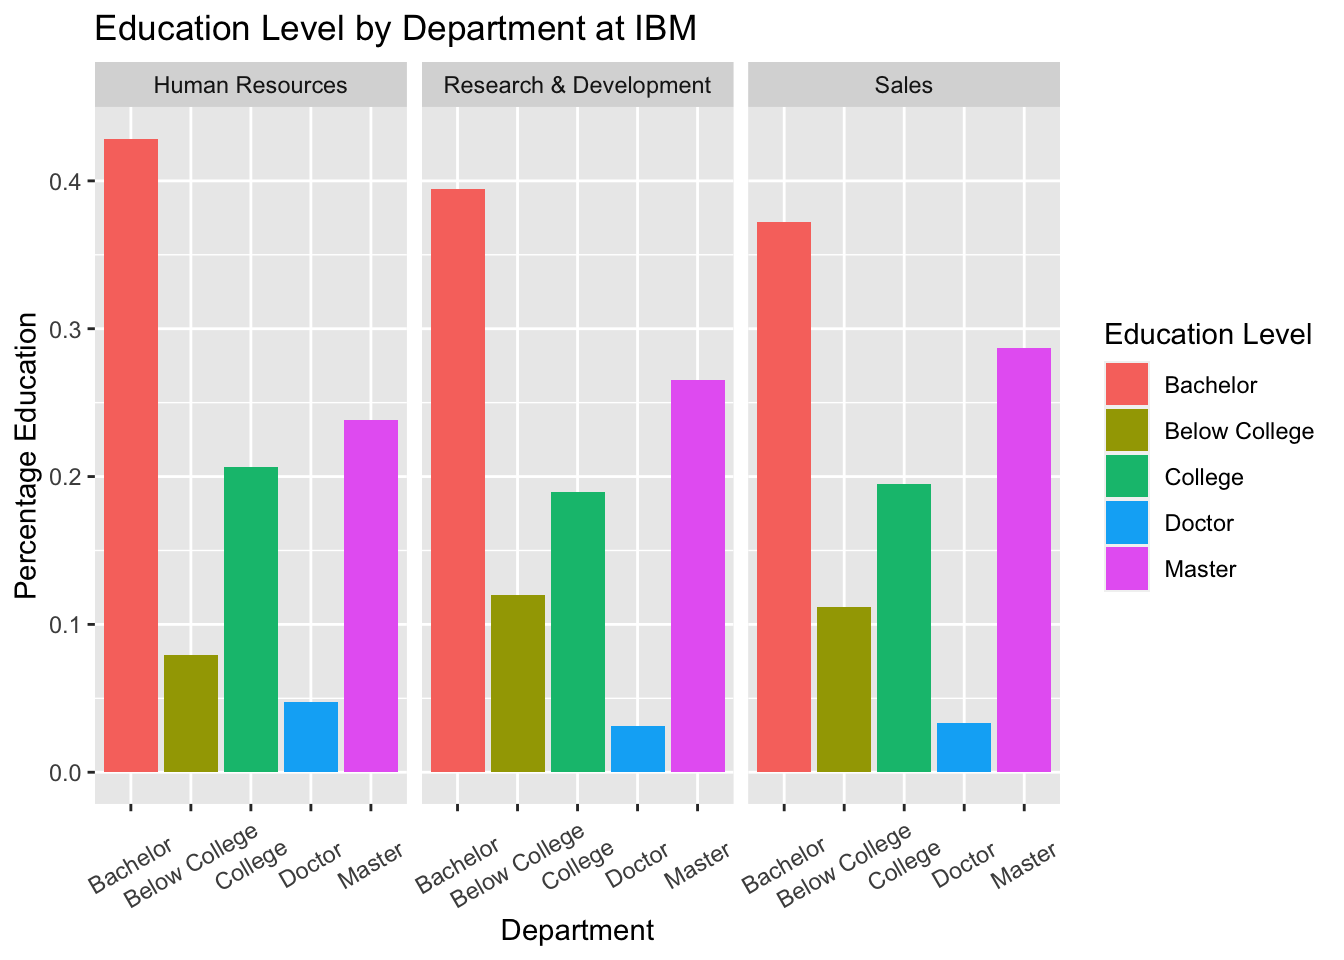 Education Level by Department at IBM
Human Resources
Research & Development
Sales
Percentage Education
0.4
0.3
0.2
0.1
0.0
Bachelor
Below College
College
Doctor
Master
Bachelor
Below College
College
Doctor
Master
Bachelor
Below College
College
Doctor
Master
Department
Education Level
Bachelor
Below College
College
Doctor
Master